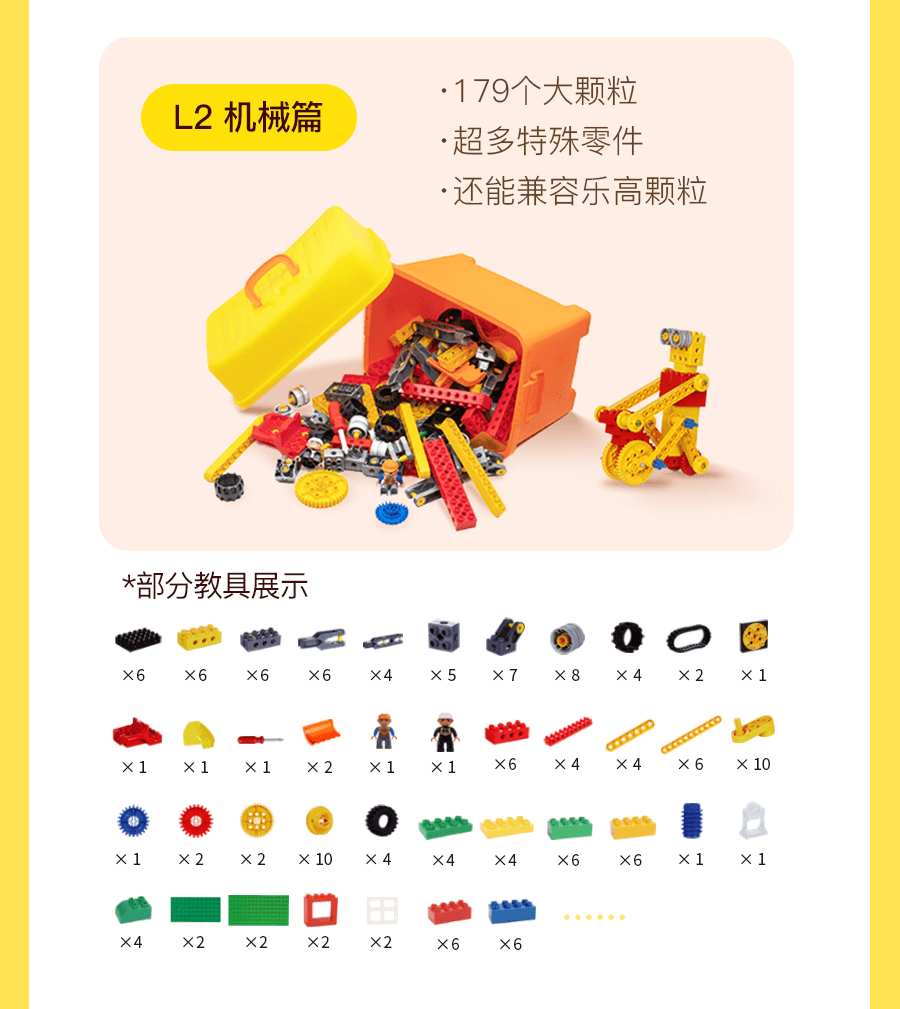 L2 机械篇
·179个大颗粒
·超多特殊零件
·还能兼容乐高颗粒
*部分教具展示
×6 ×6 ×6 ×6 ×4 ×5 ×7 ×8 ×4 ×2 ×1
×1 ×1 ×1 ×2 ×1 ×1 ×6 ×4 ×4 ×6 ×10
×1 ×2 ×2 ×10 ×4 ×4 ×4 ×6 ×6 ×1 ×1
×4 ×2 ×2 ×2 ×2 ×6 ×6 ······